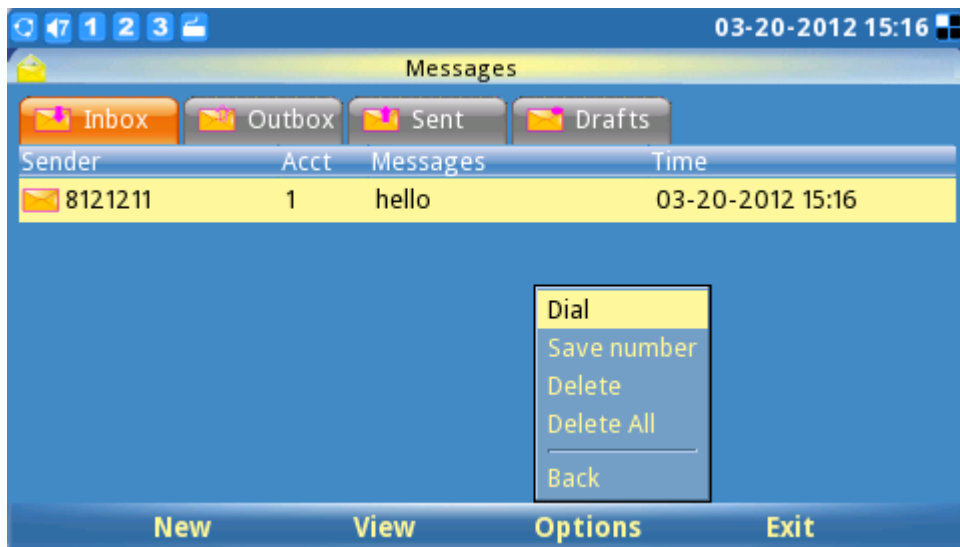 7 1 2 3 03-20-2012 15:16
Messages
Inbox Outbox Sent Drafts
Sender Acct Messages Time
8121211 1 hello 03-20-2012 15:16
Dial
Save number
Delete
Delete All
Back
New View Options Exit